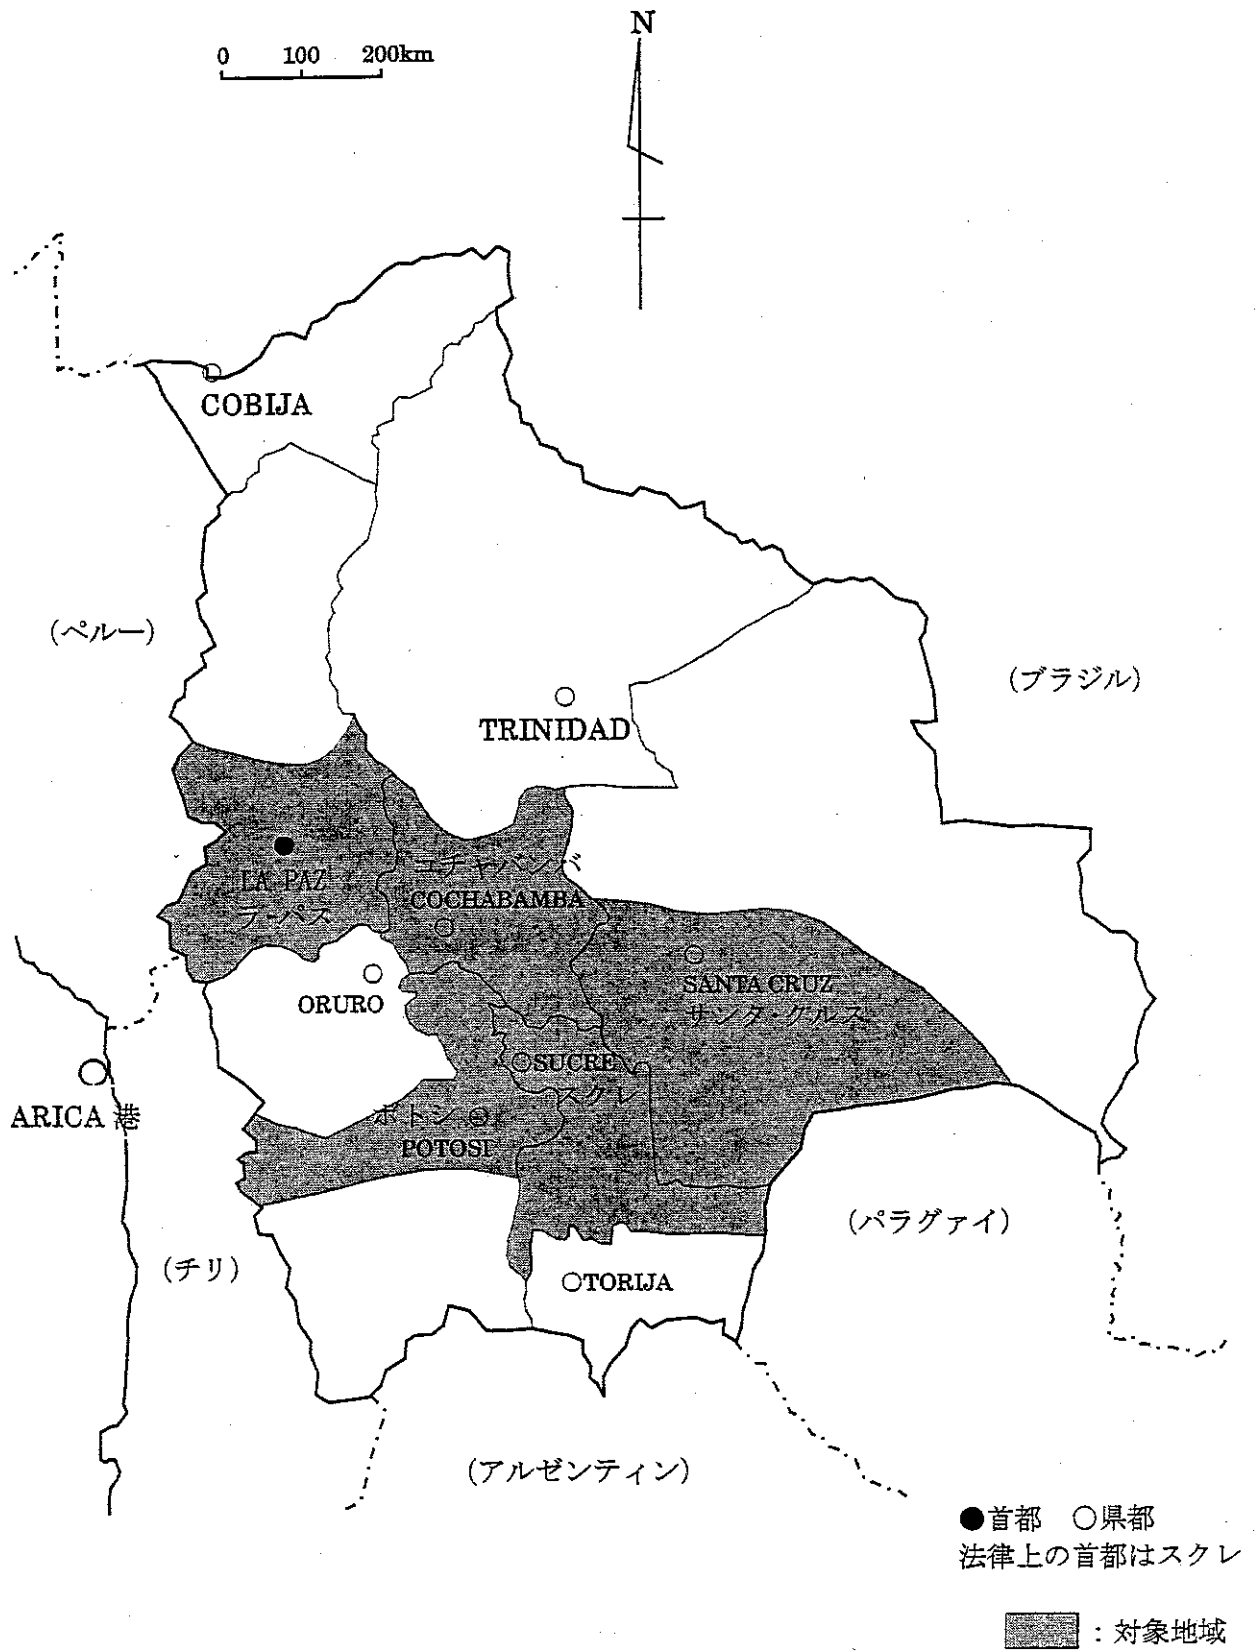 N
0 100 200km
COBIJA
(ペルー)
(ブラジル)
TRINIDAD
コチャバンバ
LA PAZ
COCHABAMBA
ラ・パス
SANTA CRUZ
ORURO
サンタ・クルス
SUCRE
スクレ
ARICA 港
ポトシ
POTOSI
(パラグァイ)
(チリ)
TORIJA
(アルゼンティン)
●首都 ○県都
法律上の首都はスクレ
:対象地域